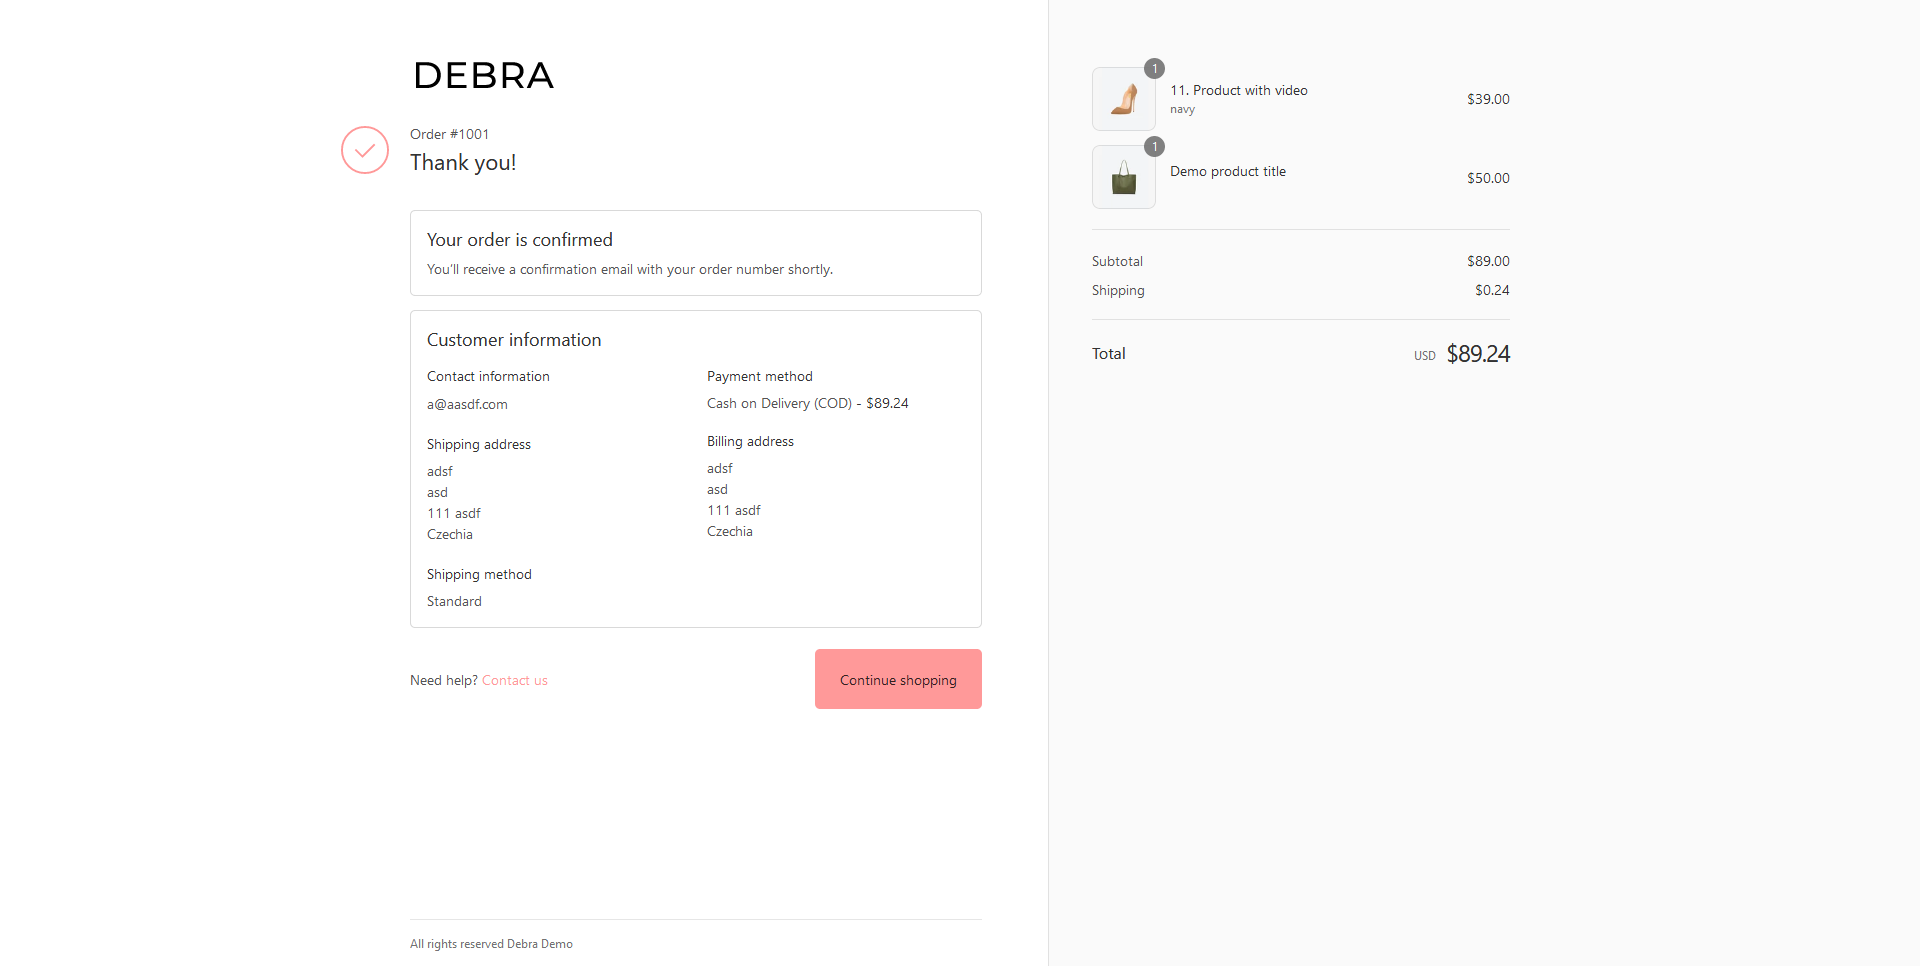 DEBRA
Order #1001
Thank you!
Your order is confirmed
You'll receive a confirmation email with your order number shortly.
Customer information
Contact information
a@aasdf.com
Shipping address
adsf
asd
111 asdf
Czechia
Shipping method
Standard
Payment method
Cash on Delivery (COD) - $89.24
Billing address
adsf
asd
111 asdf
Czechia
Need help? Contact us
Continue shopping
All rights reserved Debra Demo
1
11. Product with video
navy
$39.00
1
Demo product title
$50.00
Subtotal $89.00
Shipping $0.24
Total USD $89.24